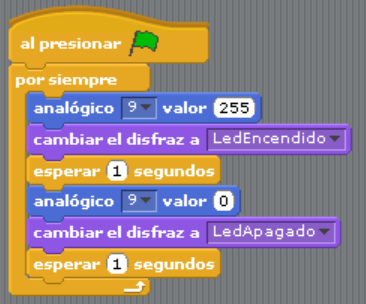 al presionar
por siempre
analógico 9 valor 255
cambiar el disfraz a LedEncendido
esperar 1 segundos
analógico 9 valor 0
cambiar el disfraz a LedApagado
esperar 1 segundos